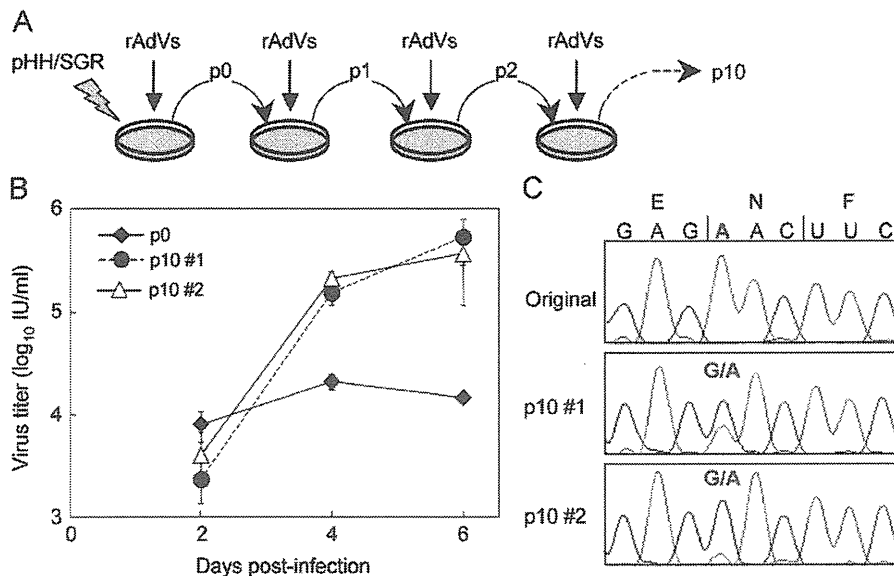 A
rAdVs rAdVs rAdVs rAdVs
pHH/SGR
p0 p1 p2 p10
B
6
5
4
3
p0
p10 #1
p10 #2
Virus titer (log10 IU/ml)
0 2 4 6
Days post-infection
C
E N F
G A G A A C U U C
Original
G/A
p10 #1
G/A
p10 #2